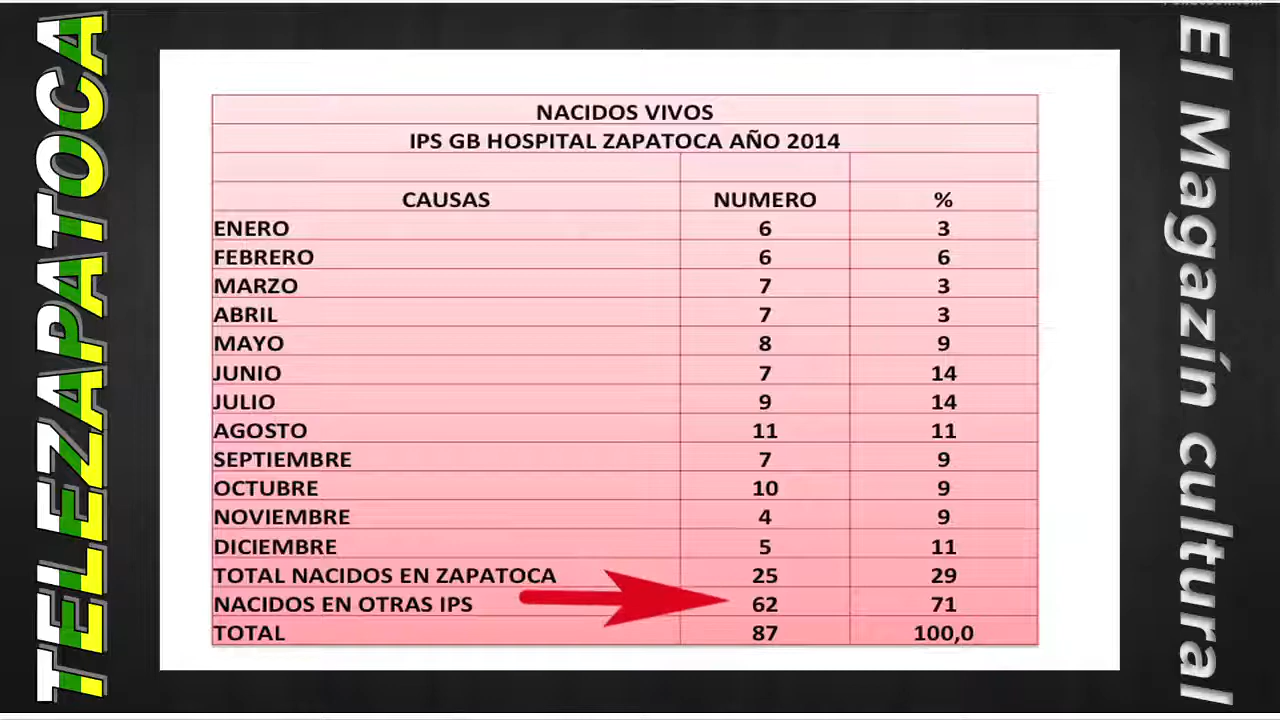 TELEZAPATOCA
NACIDOS VIVOS
IPS GB HOSPITAL ZAPATOCA AÑO 2014
CAUSAS NUMERO %
ENERO 6 3
FEBRERO 6 6
MARZO 7 3
ABRIL 7 3
MAYO 8 9
JUNIO 7 14
JULIO 9 14
AGOSTO 11 11
SEPTIEMBRE 7 9
OCTUBRE 10 9
NOVIEMBRE 4 9
DICIEMBRE 5 11
TOTAL NACIDOS EN ZAPATOCA 25 29
NACIDOS EN OTRAS IPS 62 71
TOTAL 87 100,0
El Magazín cultural